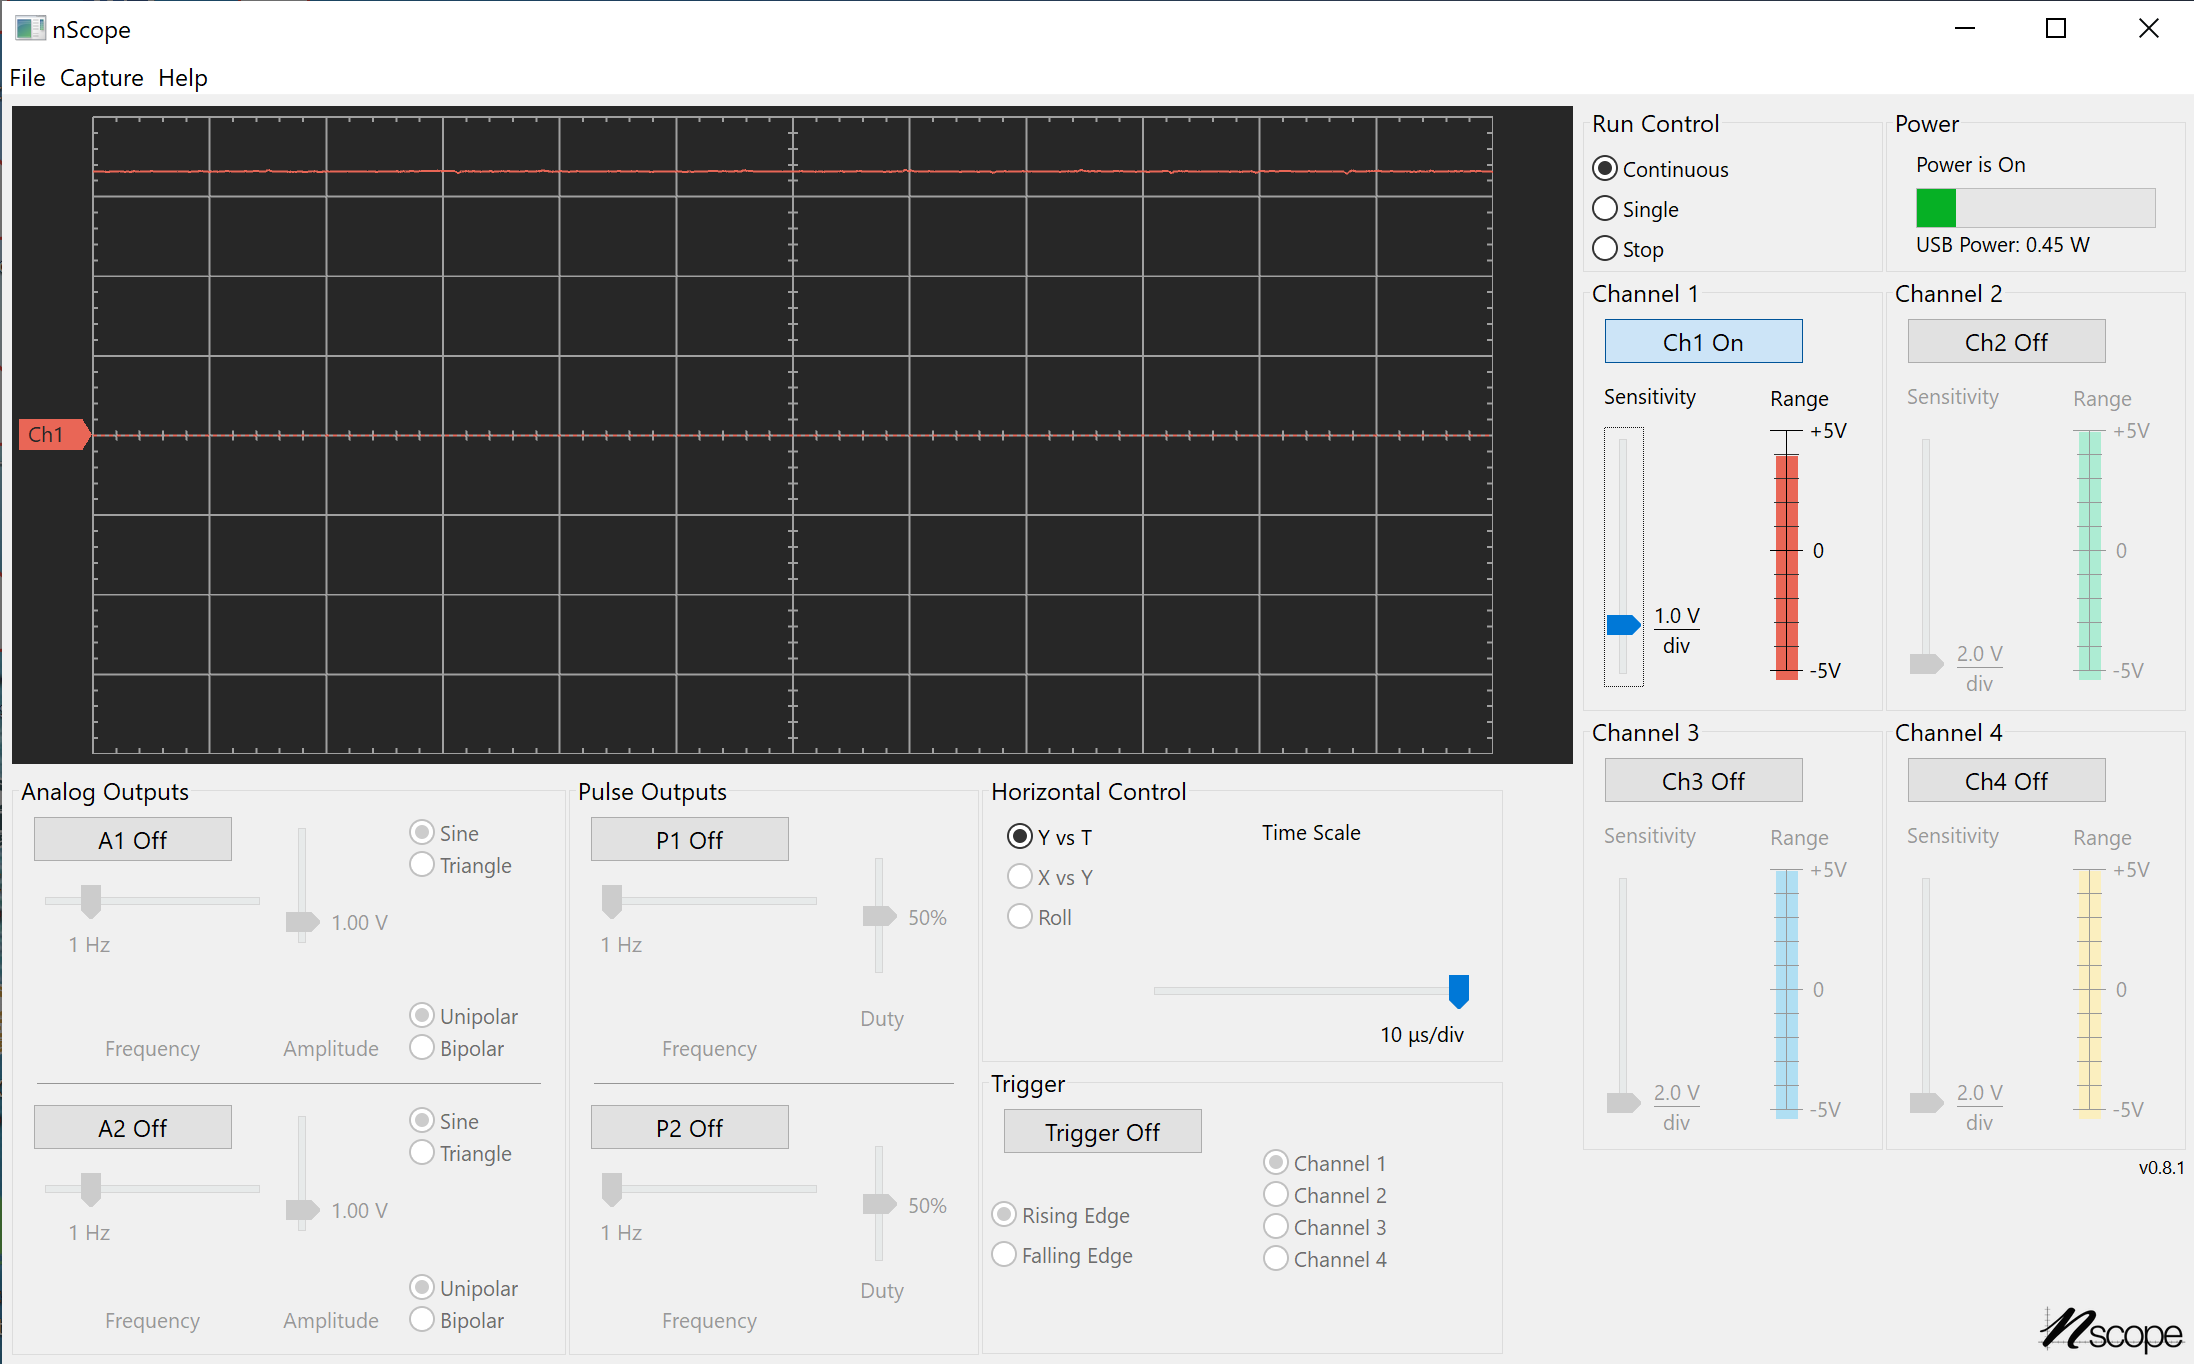 nScope
File Capture Help
Ch1
Run Control
Continuous
Single
Stop
Power
Power is On
USB Power: 0.45 W
Channel 1
Ch1 On
Sensitivity
Range
+5V
0
-5V
1.0 V
div
Channel 2
Ch2 Off
Sensitivity
Range
+5V
0
-5V
2.0 V
div
Channel 3
Ch3 Off
Sensitivity
Range
+5V
0
-5V
2.0 V
div
Channel 4
Ch4 Off
Sensitivity
Range
+5V
0
-5V
2.0 V
div
Analog Outputs
A1 Off
1 Hz
Frequency
1.00 V
Amplitude
Sine
Triangle
Unipolar
Bipolar
A2 Off
1 Hz
Frequency
1.00 V
Amplitude
Sine
Triangle
Unipolar
Bipolar
Pulse Outputs
P1 Off
1 Hz
Frequency
50%
Duty
P2 Off
1 Hz
Frequency
50%
Duty
Horizontal Control
Y vs T
X vs Y
Roll
Time Scale
10 µs/div
Trigger
Trigger Off
Rising Edge
Falling Edge
Channel 1
Channel 2
Channel 3
Channel 4
v0.8.1
nscope